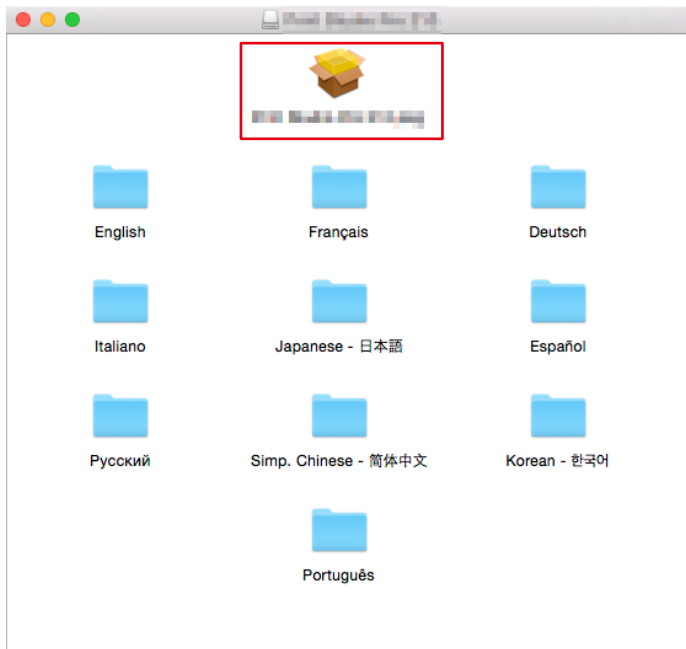 English
Français
Deutsch
Italiano
Japanese - 日本語
Español
Русский
Simp. Chinese - 简体中文
Korean - 한국어
Português